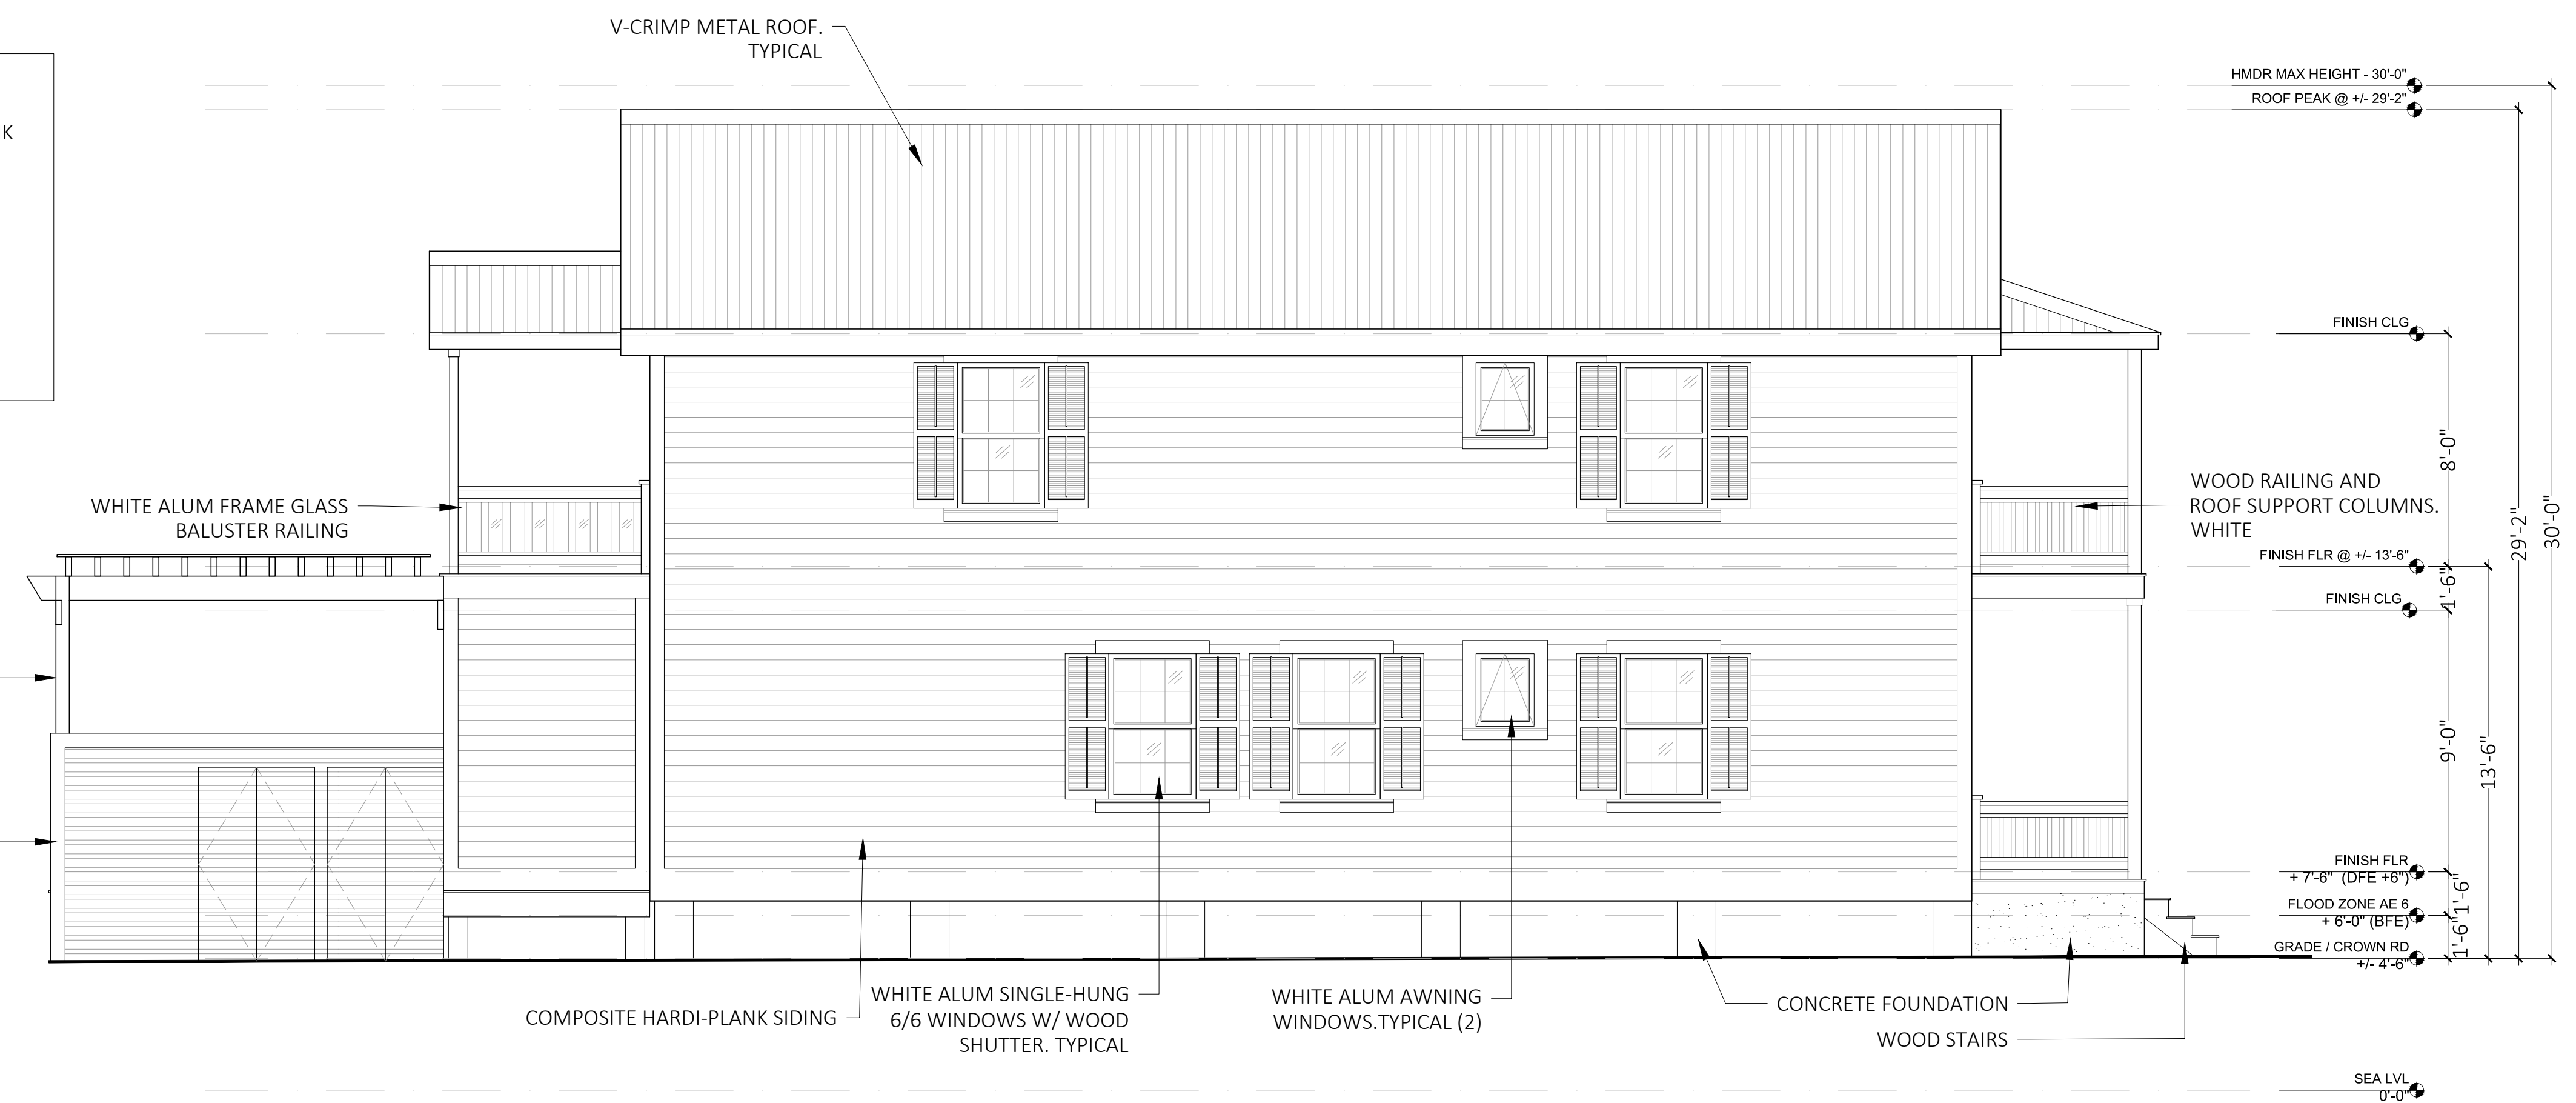 V-CRIMP METAL ROOF.
TYPICAL
K
HMDR MAX HEIGHT - 30'-0"
ROOF PEAK @ +/- 29'-2"
FINISH CLG
8'-0"
WHITE ALUM FRAME GLASS
BALUSTER RAILING
WOOD RAILING AND
ROOF SUPPORT COLUMNS.
WHITE
29'-2"
30'-0"
FINISH FLR @ +/- 13'-6"
1'-6"
FINISH CLG
9'-0"
13'-6"
FINISH FLR
+ 7'-6" (DFE +6")
1'-6"
FLOOD ZONE AE 6
+ 6'-0" (BFE)
1'-6"
GRADE / CROWN RD
+/- 4'-6"
COMPOSITE HARDI-PLANK SIDING
WHITE ALUM SINGLE-HUNG
6/6 WINDOWS W/ WOOD
SHUTTER. TYPICAL
WHITE ALUM AWNING
WINDOWS.TYPICAL (2)
CONCRETE FOUNDATION
WOOD STAIRS
SEA LVL
0'-0"